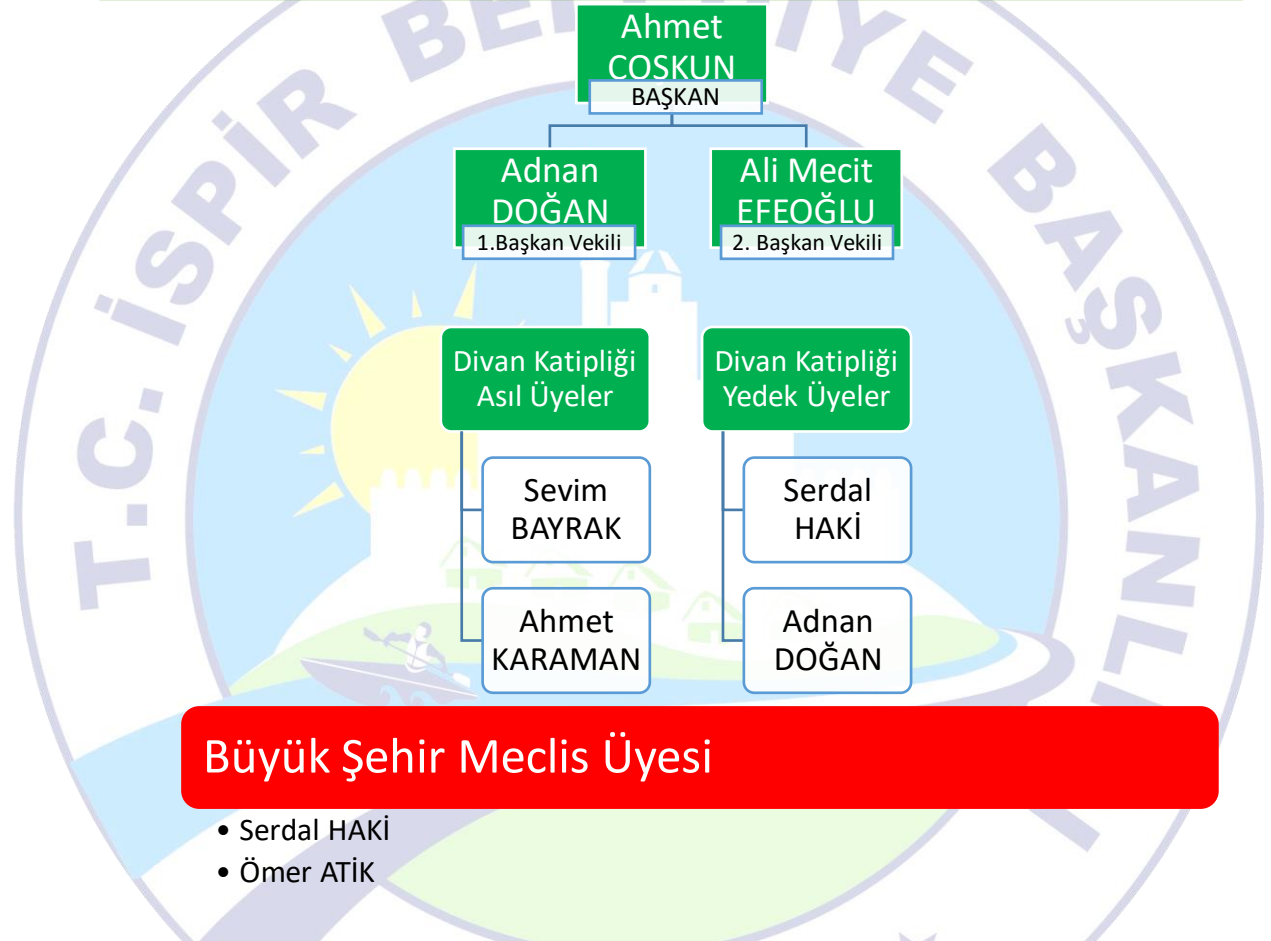 Ahmet
COSKUN
BAŞKAN
Adnan
DOĞAN
1.Başkan Vekili
Ali Mecit
EFEOĞLU
2. Başkan Vekili
Divan Katipliği
Asıl Üyeler
Sevim
BAYRAK
Ahmet
KARAMAN
Divan Katipliği
Yedek Üyeler
Serdal
HAKİ
Adnan
DOĞAN
Büyük Şehir Meclis Üyesi
• Serdal HAKİ
• Ömer ATİK
T.C. İSPİR